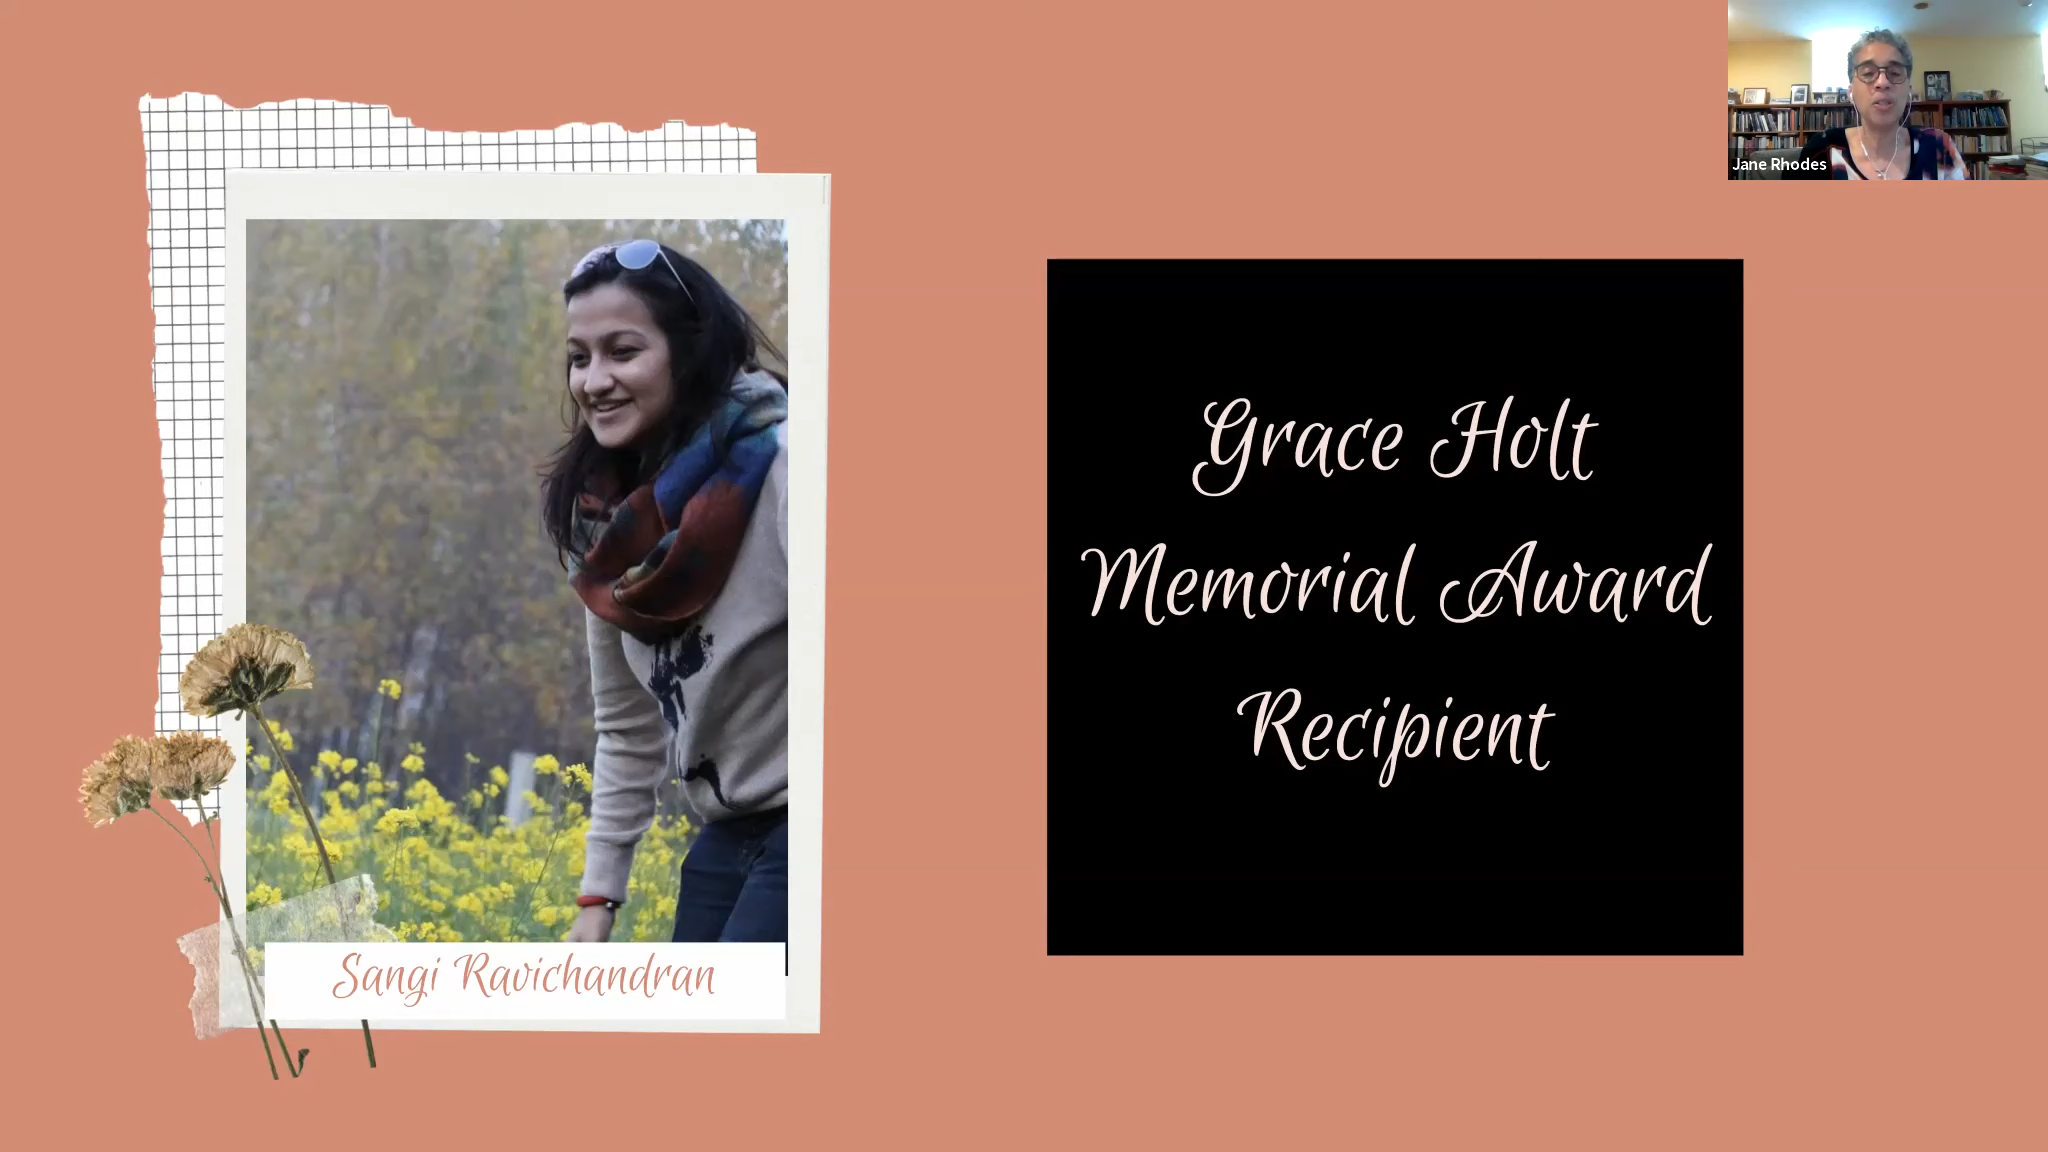 Jane Rhodes
Grace Holt
Memorial Award
Recipient
Sangi Ravichandran